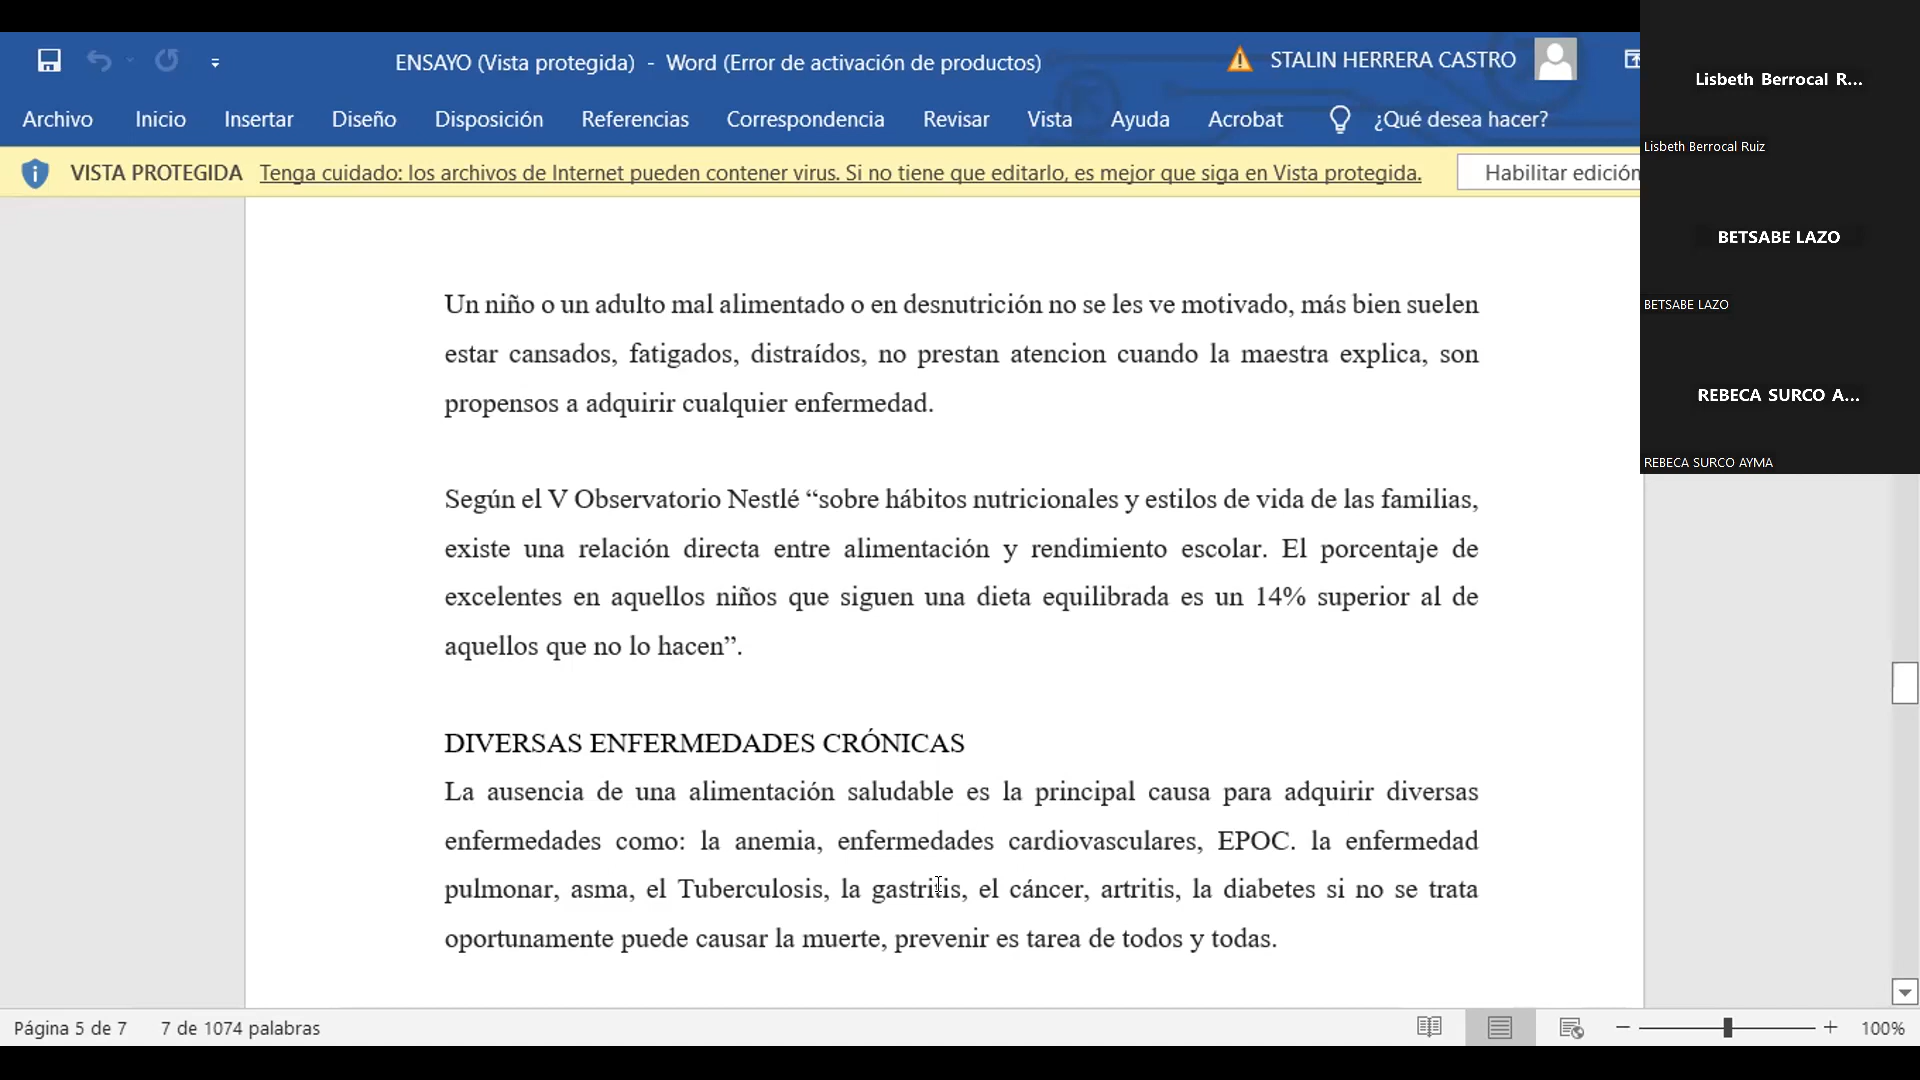 ENSAYO (Vista protegida) - Word (Error de activación de productos)
STALIN HERRERA CASTRO
Archivo Inicio Insertar Diseño Disposición Referencias Correspondencia Revisar Vista Ayuda Acrobat ¿Qué desea hacer?
VISTA PROTEGIDA Tenga cuidado: los archivos de Internet pueden contener virus. Si no tiene que editarlo, es mejor que siga en Vista protegida. Habilitar edición
Un niño o un adulto mal alimentado o en desnutrición no se les ve motivado, más bien suelen
estar cansados, fatigados, distraídos, no prestan atencion cuando la maestra explica, son
propensos a adquirir cualquier enfermedad.
Según el V Observatorio Nestlé “sobre hábitos nutricionales y estilos de vida de las familias,
existe una relación directa entre alimentación y rendimiento escolar. El porcentaje de
excelentes en aquellos niños que siguen una dieta equilibrada es un 14% superior al de
aquellos que no lo hacen”.
DIVERSAS ENFERMEDADES CRÓNICAS
La ausencia de una alimentación saludable es la principal causa para adquirir diversas
enfermedades como: la anemia, enfermedades cardiovasculares, EPOC. la enfermedad
pulmonar, asma, el Tuberculosis, la gastritis, el cáncer, artritis, la diabetes si no se trata
oportunamente puede causar la muerte, prevenir es tarea de todos y todas.
Página 5 de 7 7 de 1074 palabras
100%
Lisbeth Berrocal R...
Lisbeth Berrocal Ruiz
BETSABE LAZO
BETSABE LAZO
REBECA SURCO A...
REBECA SURCO AYMA